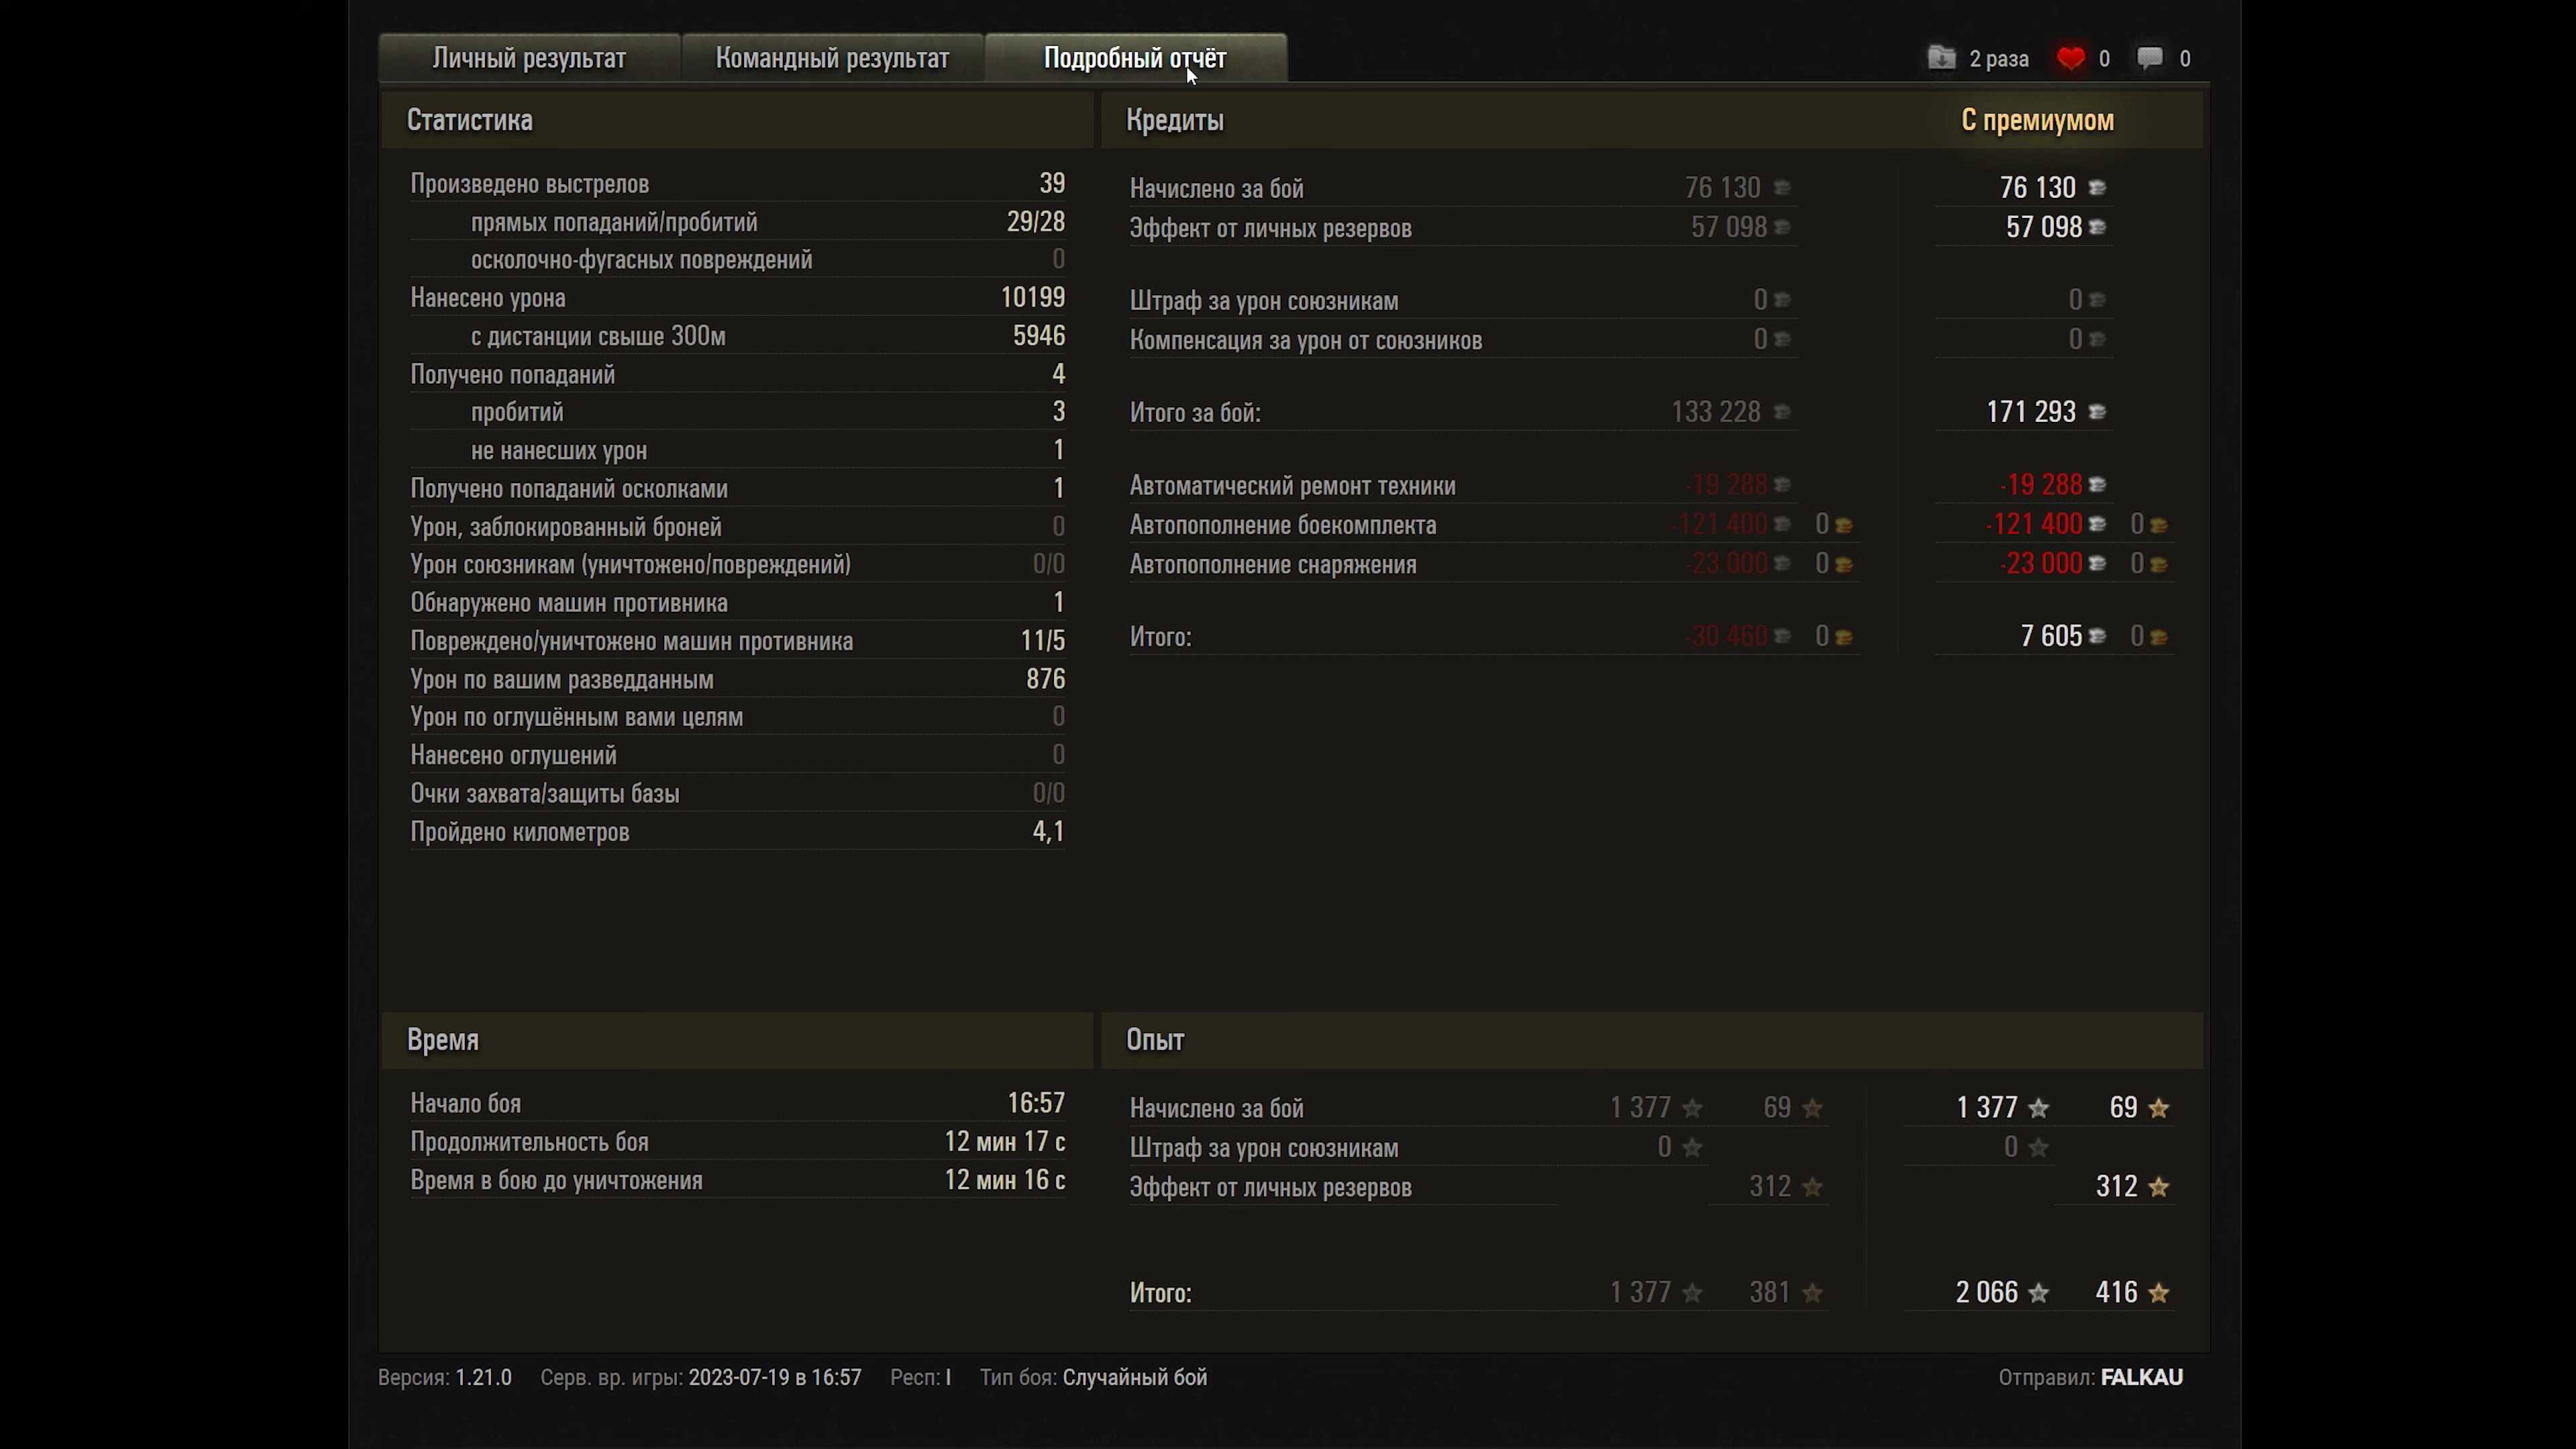 Личный результат Командный результат Подробный отчёт 2 раза 0 0
Статистика
Произведено выстрелов 39
прямых попаданий/пробитий 29/28
осколочно-фугасных повреждений 0
Нанесено урона 10199
с дистанции свыше 300м 5946
Получено попаданий 4
пробитий 3
не нанесших урон 1
Получено попаданий осколками 1
Урон, заблокированный броней 0
Урон союзникам (уничтожено/повреждений) 0/0
Обнаружено машин противника 1
Повреждено/уничтожено машин противника 11/5
Урон по вашим разведданным 876
Урон по оглушённым вами целям 0
Нанесено оглушений 0
Очки захвата/защиты базы 0/0
Пройдено километров 4,1
Кредиты С премиумом
Начислено за бой 76 130 76 130
Эффект от личных резервов 57 098 57 098
Штраф за урон союзникам 0 0
Компенсация за урон от союзников 0 0
Итого за бой: 133 228 171 293
Автоматический ремонт техники -19 288 -19 288
Автопополнение боекомплекта -121 400 0 -121 400 0
Автопополнение снаряжения -23 000 0 -23 000 0
Итого: -30 460 0 7 605 0
Время
Начало боя 16:57
Продолжительность боя 12 мин 17 с
Время в бою до уничтожения 12 мин 16 с
Опыт
Начислено за бой 1 377 69 1 377 69
Штраф за урон союзникам 0 0
Эффект от личных резервов 312 312
Итого: 1 377 381 2 066 416
Версия: 1.21.0 Серв. вр. игры: 2023-07-19 в 16:57 Респ: I Тип боя: Случайный бой Отправил: FALKAU